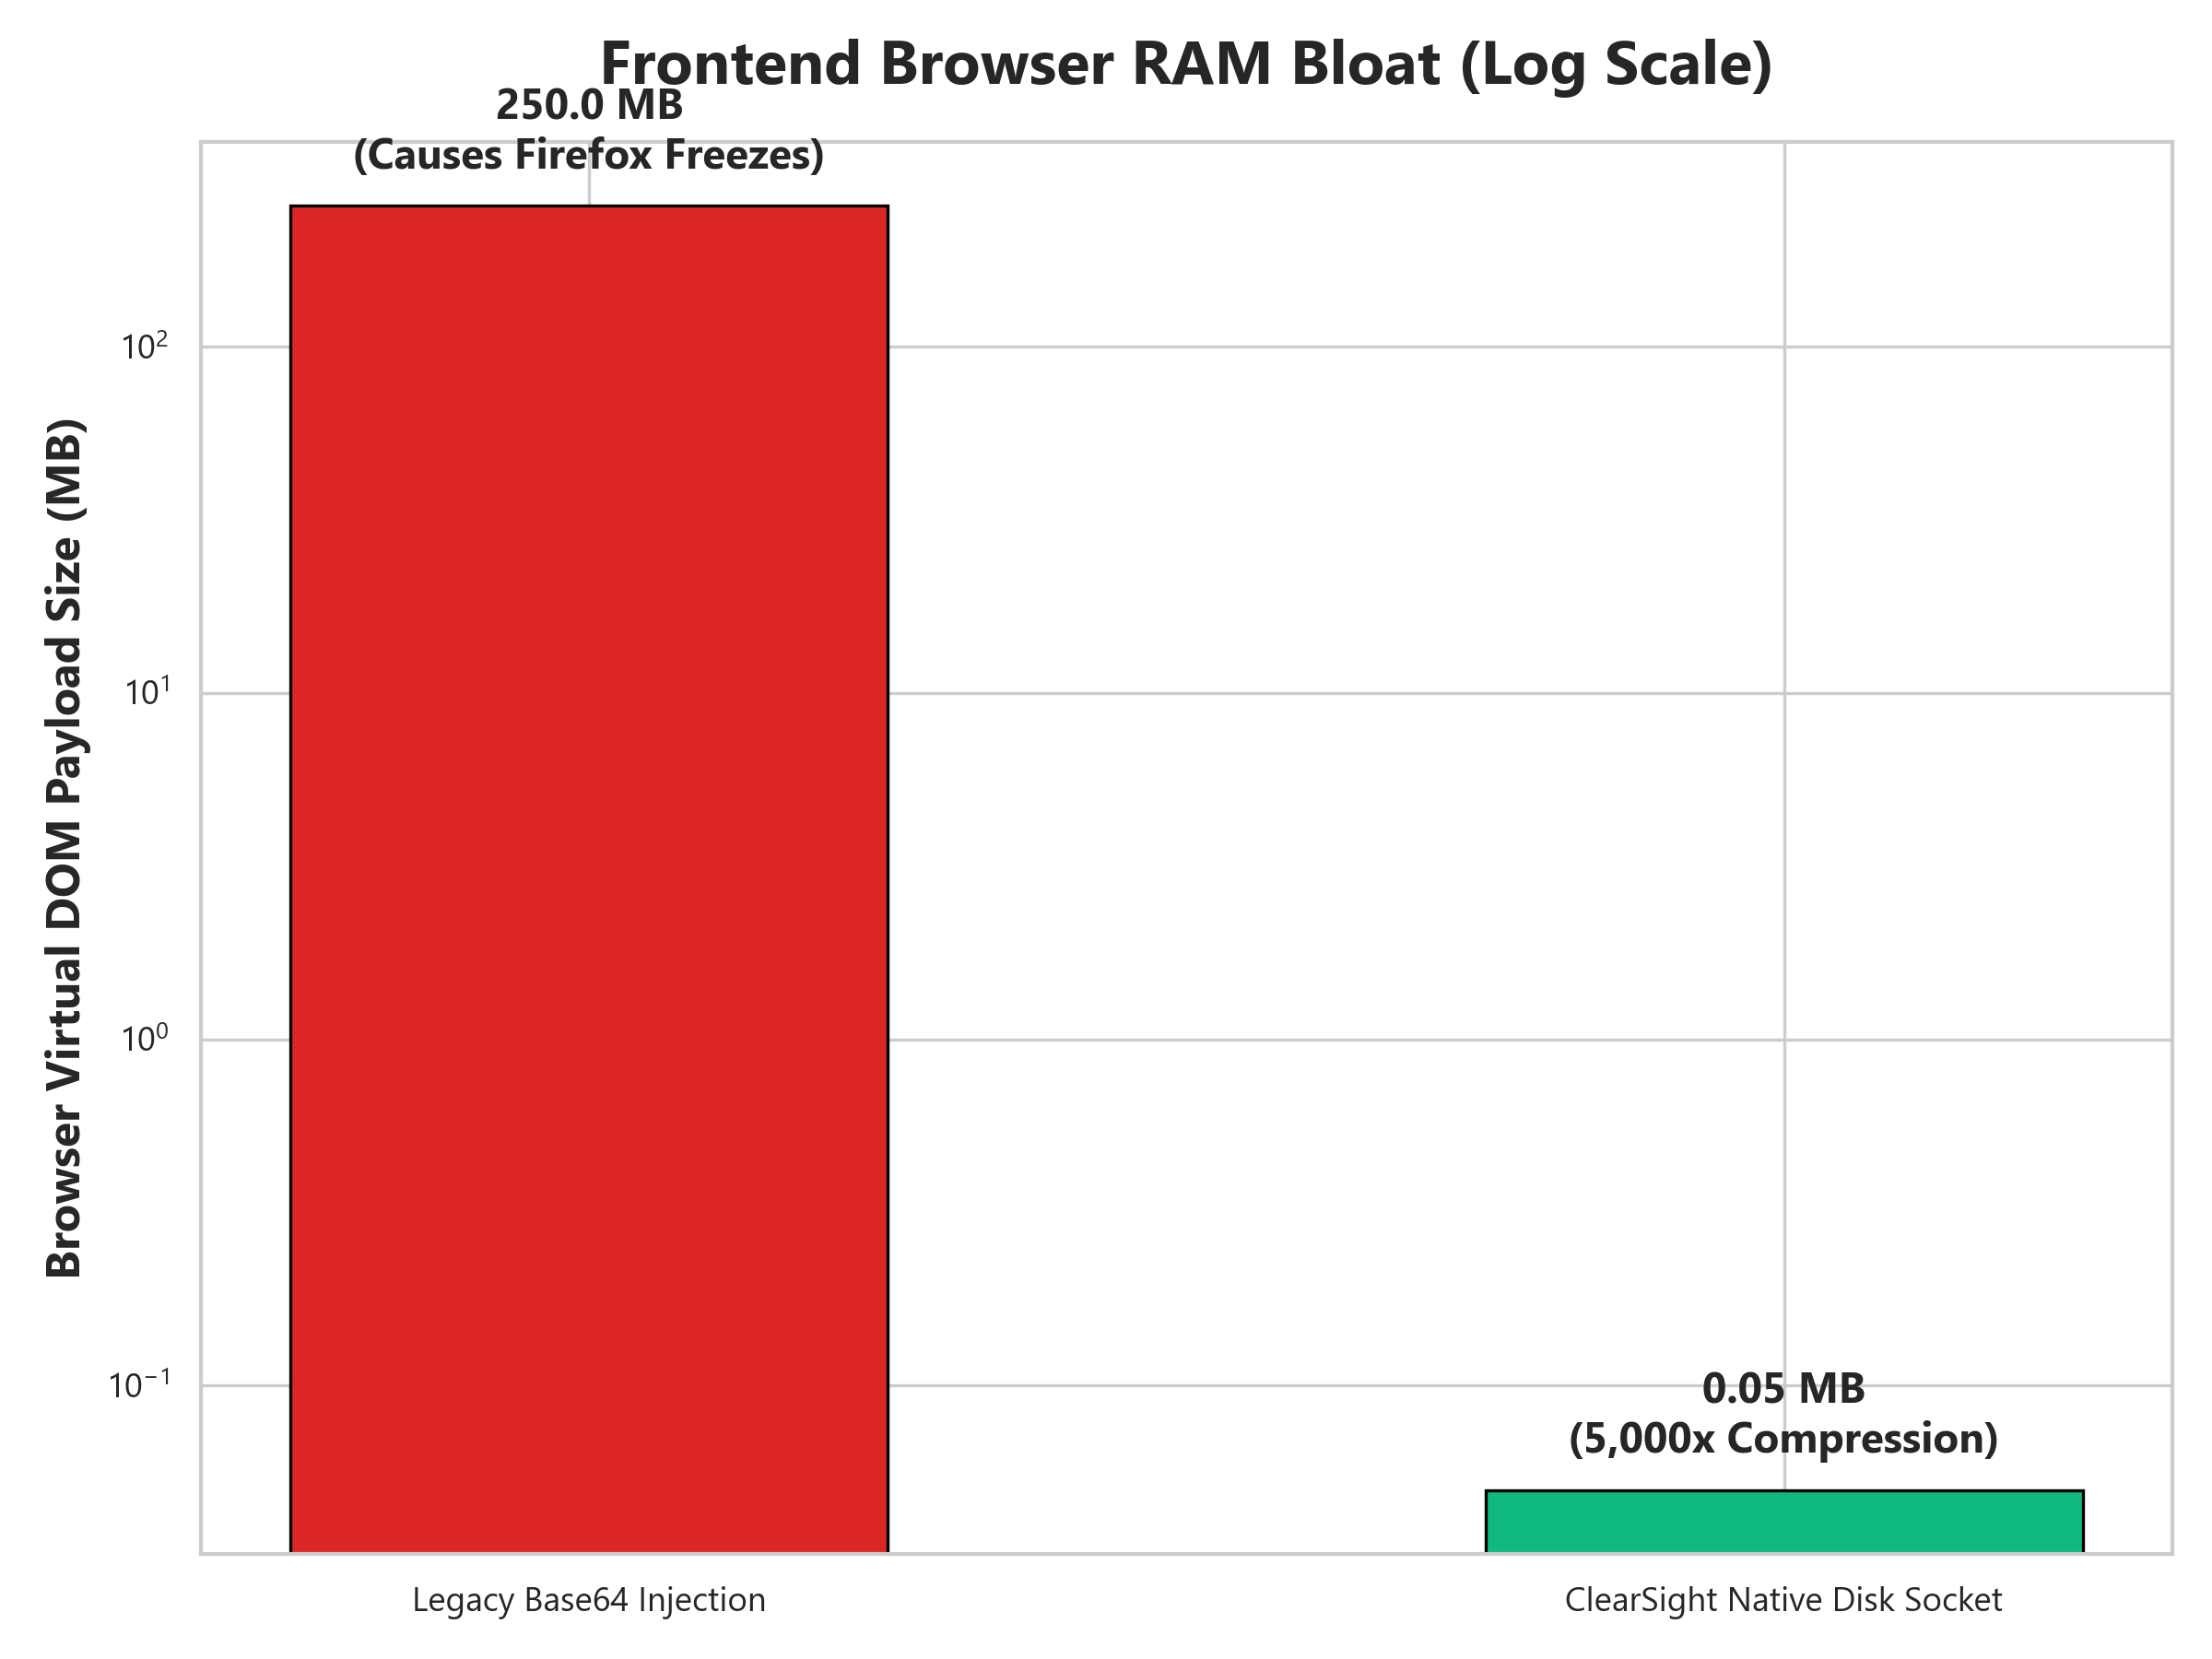 Frontend Browser RAM Bloat (Log Scale)
250.0 MB
(Causes Firefox Freezes)
Browser Virtual DOM Payload Size (MB)
10²
10¹
10⁰
10⁻¹
0.05 MB
(5,000x Compression)
Legacy Base64 Injection
ClearSight Native Disk Socket